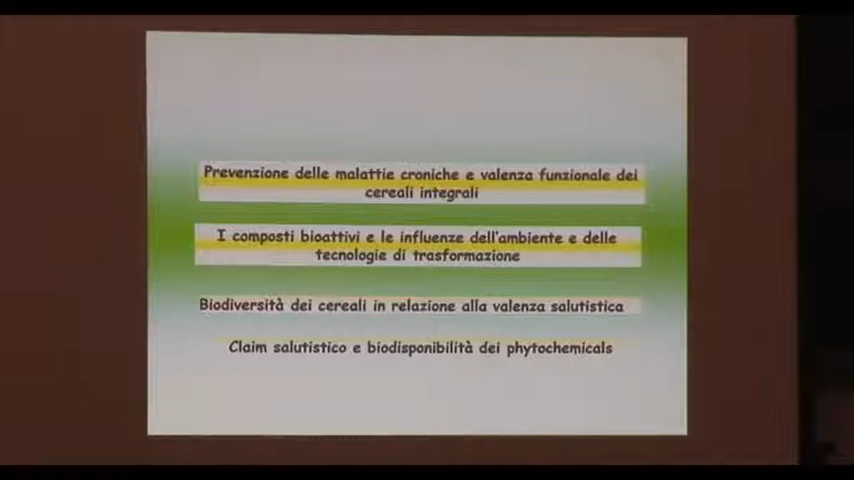 Prevenzione delle malattie croniche e valenza funzionale dei
cereali integrali
I composti bioattivi e le influenze dell'ambiente e delle
tecnologie di trasformazione
Biodiversità dei cereali in relazione alla valenza salutistica
Claim salutistico e biodisponibilità dei phytochemicals